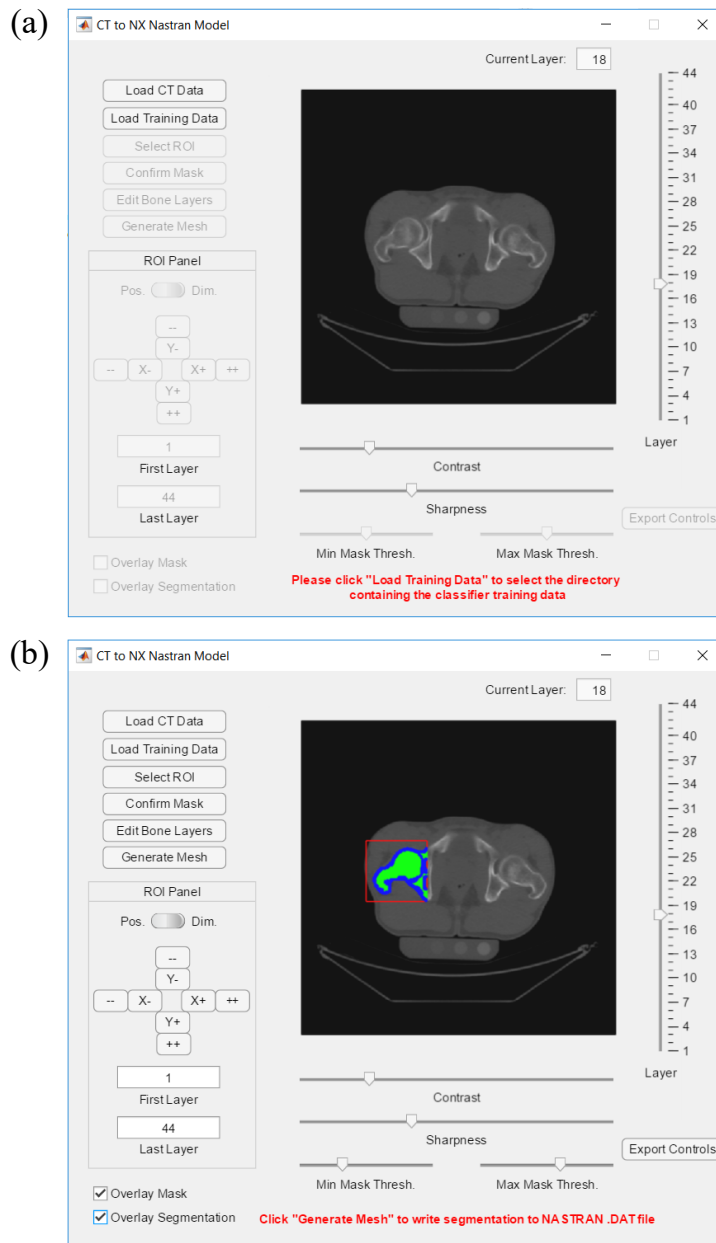 (a)
CT to NX Nastran Model
Current Layer: 18
Load CT Data
Load Training Data
Select ROI
Confirm Mask
Edit Bone Layers
Generate Mesh
ROI Panel
Pos. Dim.
--
Y-
-- X- X+ ++
Y+
++
1
First Layer
44
Last Layer
Overlay Mask
Overlay Segmentation
44
40
37
34
31
28
25
22
19
16
13
10
7
4
1
Layer
Contrast
Sharpness
Min Mask Thresh. Max Mask Thresh.
Export Controls
Please click "Load Training Data" to select the directory
containing the classifier training data
(b)
CT to NX Nastran Model
Current Layer: 18
Load CT Data
Load Training Data
Select ROI
Confirm Mask
Edit Bone Layers
Generate Mesh
ROI Panel
Pos. Dim.
--
Y-
-- X- X+ ++
Y+
++
1
First Layer
44
Last Layer
Overlay Mask
Overlay Segmentation
44
40
37
34
31
28
25
22
19
16
13
10
7
4
1
Layer
Contrast
Sharpness
Min Mask Thresh. Max Mask Thresh.
Export Controls
Click "Generate Mesh" to write segmentation to NASTRAN .DAT file